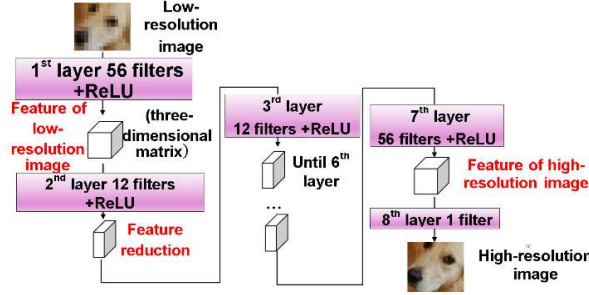 Low-
resolution
image
1st layer 56 filters
+ReLU
Feature of
low-
resolution
image
(three-
dimensional
matrix)
2nd layer 12 filters
+ReLU
Feature
reduction
3rd layer
12 filters +ReLU
Until 6th
layer
...
7th layer
56 filters +ReLU
Feature of high-
resolution image
8th layer 1 filter
High-resolution
image